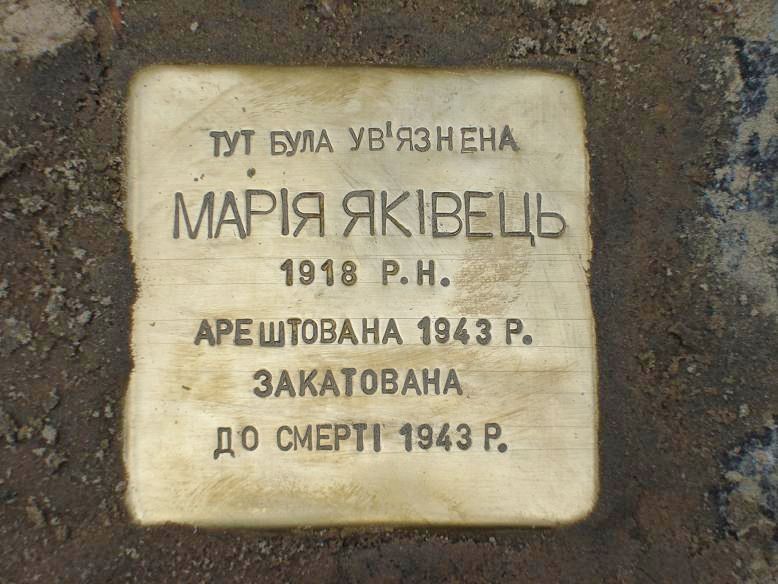 ТУТ БУЛА УВ'ЯЗНЕНА
МАРІЯ ЯКІВЕЦЬ
1918 Р.Н.
АРЕШТОВАНА 1943 Р.
ЗАКАТОВАНА
ДО СМЕРТІ 1943 Р.